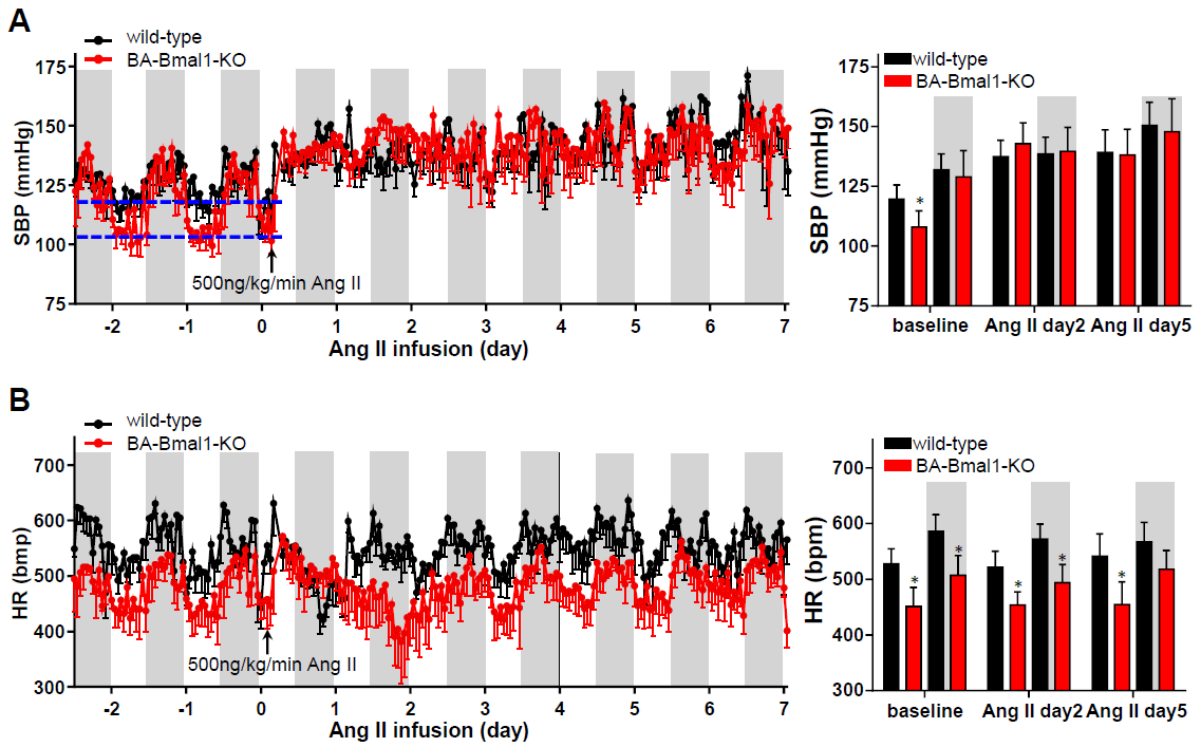 A
wild-type
BA-Bmal1-KO
SBP (mmHg)
175
150
125
100
75
500ng/kg/min Ang II
-2 -1 0 1 2 3 4 5 6 7
Ang II infusion (day)
wild-type
BA-Bmal1-KO
SBP (mmHg)
175
150
125
100
75
*
baseline Ang II day2 Ang II day5
B
wild-type
BA-Bmal1-KO
HR (bmp)
700
600
500
400
300
500ng/kg/min Ang II
-2 -1 0 1 2 3 4 5 6 7
Ang II infusion (day)
wild-type
BA-Bmal1-KO
HR (bpm)
700
600
500
400
300
* * * * *
baseline Ang II day2 Ang II day5